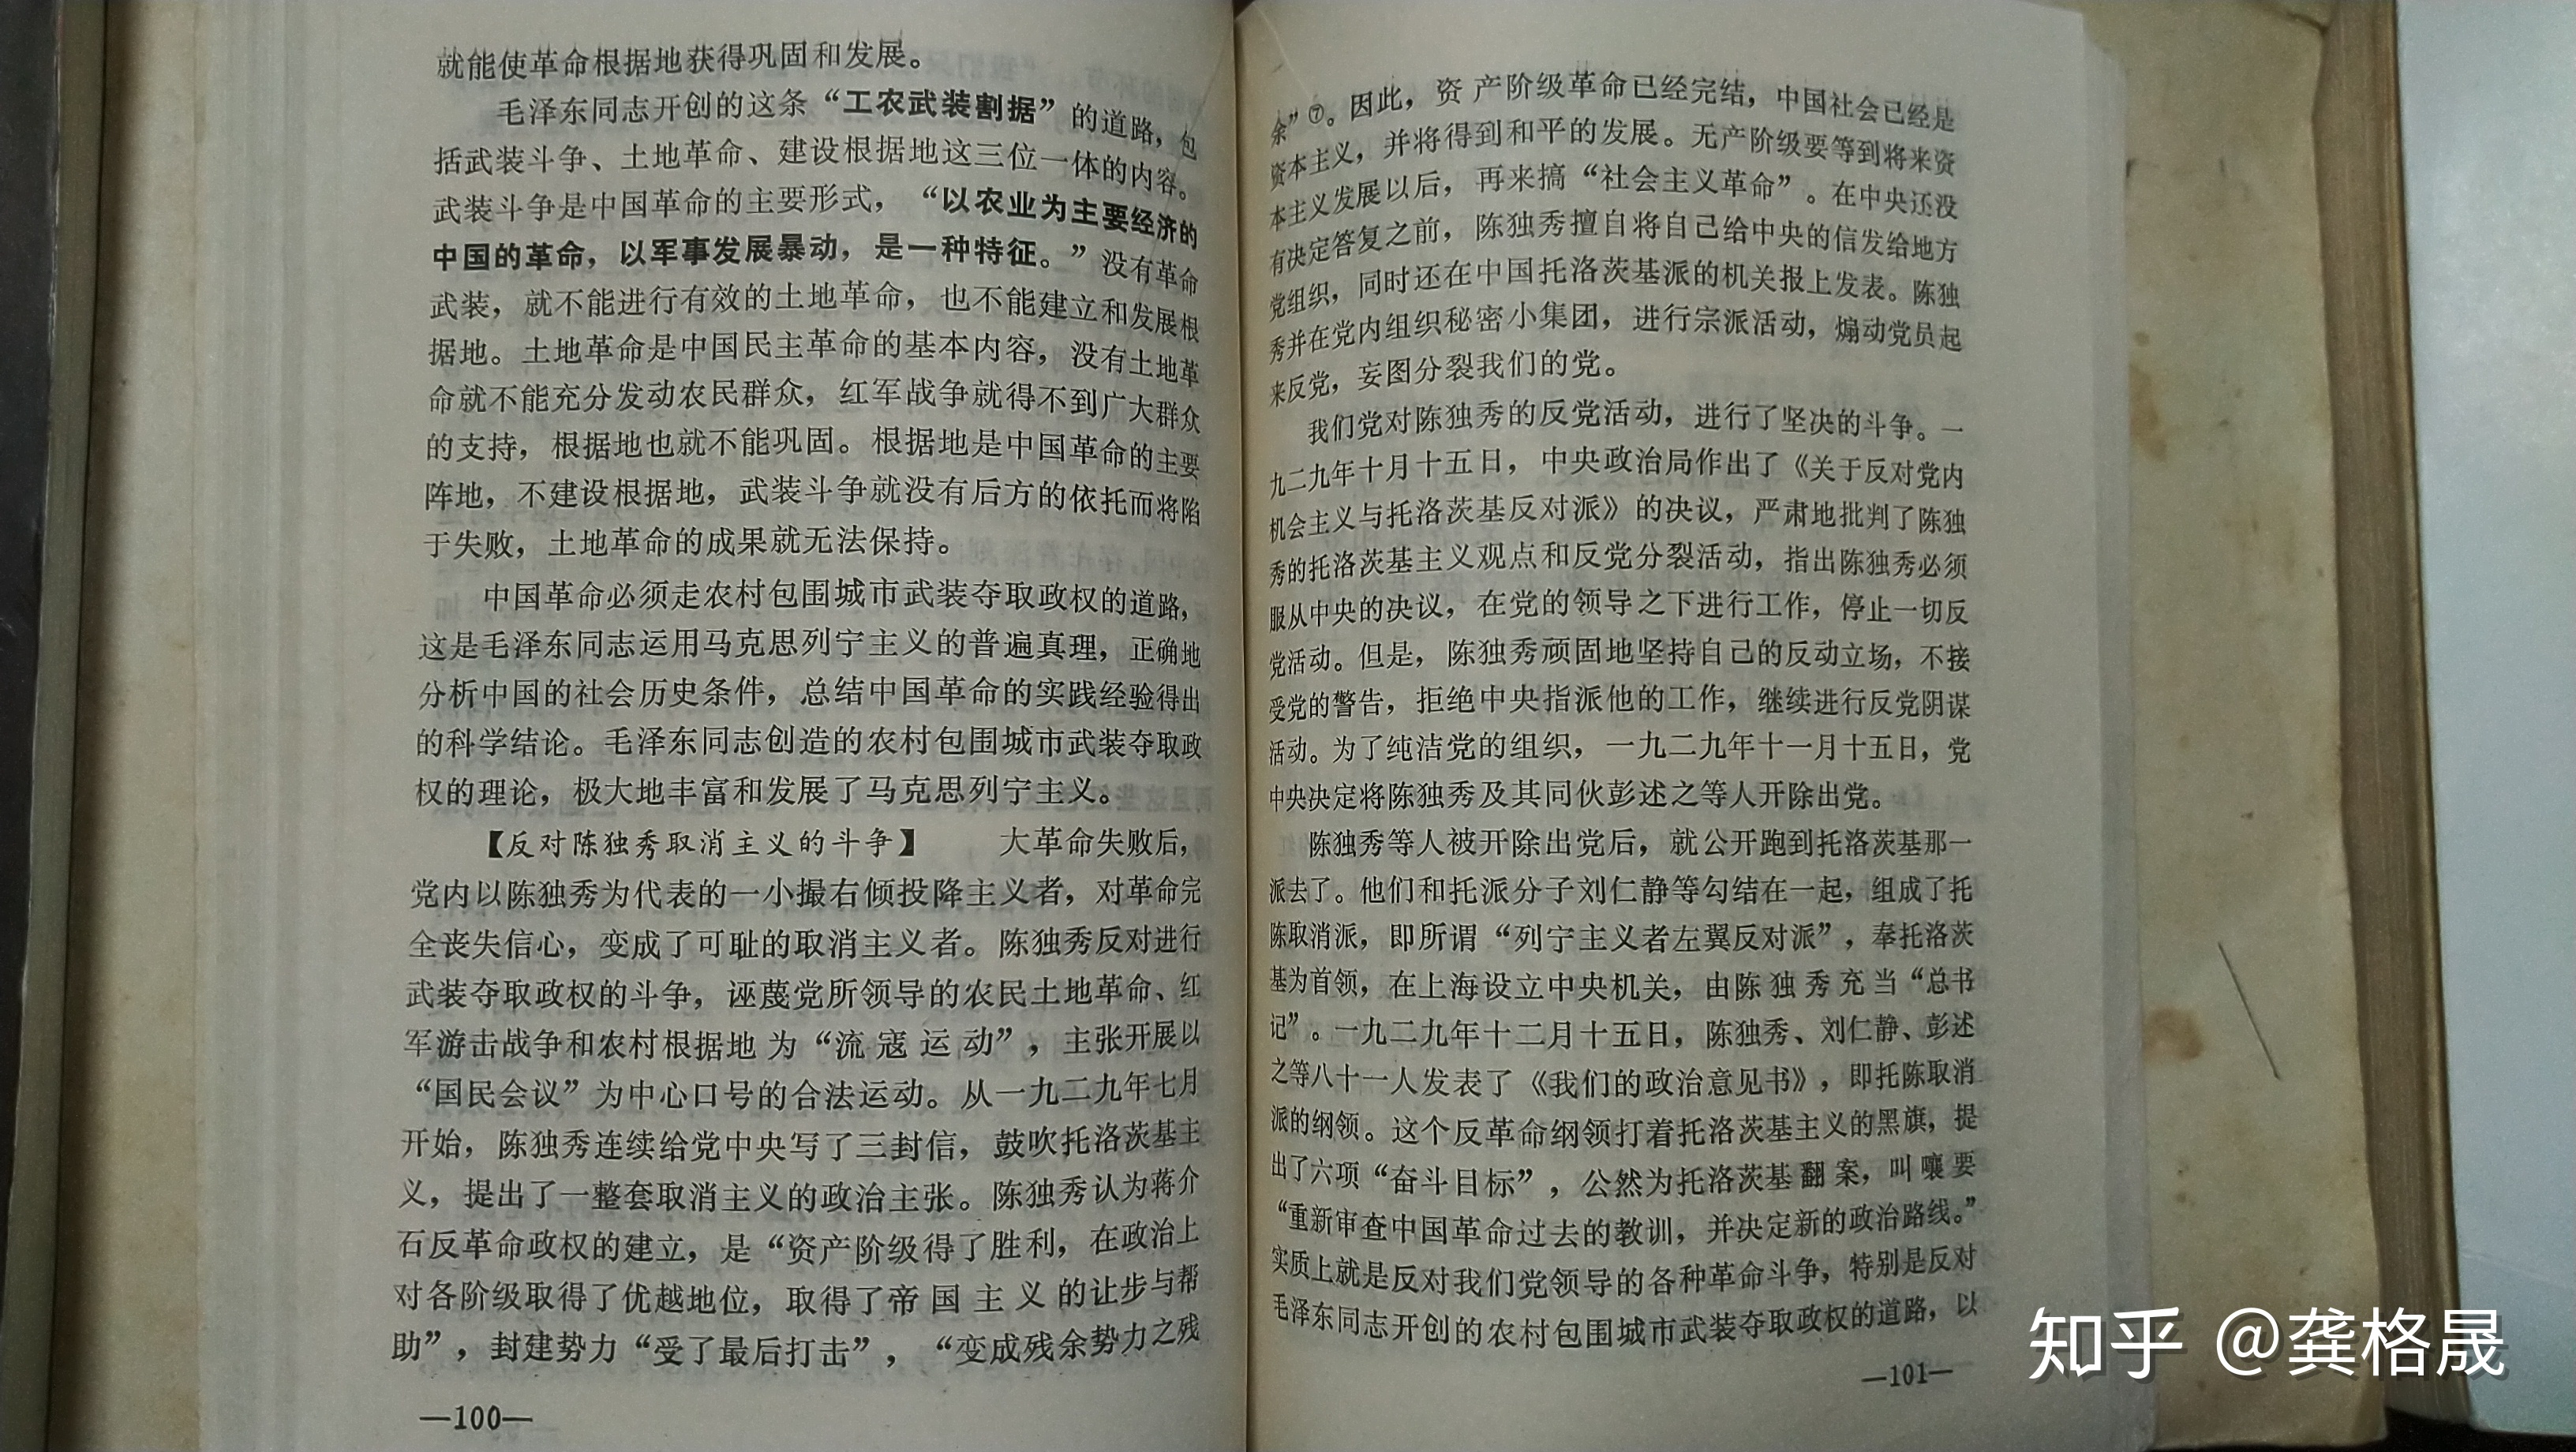 就能使革命根据地获得巩固和发展。
毛泽东同志开创的这条“工农武装割据”的道路，包
括武装斗争、土地革命、建设根据地这三位一体的内容。
武装斗争是中国革命的主要形式，“以农业为主要经济的
中国的革命，以军事发展暴动，是一种特征。”没有革命
武装，就不能进行有效的土地革命，也不能建立和发展根
据地。土地革命是中国民主革命的基本内容，没有土地革
命就不能充分发动农民群众，红军战争就得不到广大群众
的支持，根据地也就不能巩固。根据地是中国革命的主要
阵地，不建设根据地，武装斗争就没有后方的依托而将陷
于失败，土地革命的成果就无法保持。
中国革命必须走农村包围城市武装夺取政权的道路，
这是毛泽东同志运用马克思列宁主义的普遍真理，正确地
分析中国的社会历史条件，总结中国革命的实践经验得出
的科学结论。毛泽东同志创造的农村包围城市武装夺取政
权的理论，极大地丰富和发展了马克思列宁主义。
【反对陈独秀取消主义的斗争】 大革命失败后，
党内以陈独秀为代表的一小撮右倾投降主义者，对革命完
全丧失信心，变成了可耻的取消主义者。陈独秀反对进行
武装夺取政权的斗争，诬蔑党所领导的农民土地革命、红
军游击战争和农村根据地为“流寇运动”，主张开展以
“国民会议”为中心口号的合法运动。从一九二九年七月
开始，陈独秀连续给党中央写了三封信，鼓吹托洛茨基主
义，提出了一整套取消主义的政治主张。陈独秀认为蒋介
石反革命政权的建立，是“资产阶级得了胜利，在政治上
对各阶级取得了优越地位，取得了帝国主义的让步与帮
助”，封建势力“受了最后打击”，“变成残余势力之残
—100—
余”⑦。因此，资产阶级革命已经完结，中国社会已经是
资本主义，并将得到和平的发展。无产阶级要等到将来资
本主义发展以后，再来搞“社会主义革命”。在中央还没
有决定答复之前，陈独秀擅自将自己给中央的信发给地方
党组织，同时还在中国托洛茨基派的机关报上发表。陈独
秀并在党内组织秘密小集团，进行宗派活动，煽动党员起
来反党，妄图分裂我们的党。
我们党对陈独秀的反党活动，进行了坚决的斗争。一
九二九年十月十五日，中央政治局作出了《关于反对党内
机会主义与托洛茨基反对派》的决议，严肃地批判了陈独
秀的托洛茨基主义观点和反党分裂活动，指出陈独秀必须
服从中央的决议，在党的领导之下进行工作，停止一切反
党活动。但是，陈独秀顽固地坚持自己的反动立场，不接
受党的警告，拒绝中央指派他的工作，继续进行反党阴谋
活动。为了纯洁党的组织，一九二九年十一月十五日，党
中央决定将陈独秀及其同伙彭述之等人开除出党。
陈独秀等人被开除出党后，就公开跑到托洛茨基那一
派去了。他们和托派分子刘仁静等勾结在一起，组成了托
陈取消派，即所谓“列宁主义者左翼反对派”，奉托洛茨
基为首领，在上海设立中央机关，由陈独秀充当“总书
记”。一九二九年十二月十五日，陈独秀、刘仁静、彭述
之等八十一人发表了《我们的政治意见书》，即托陈取消
派的纲领。这个反革命纲领打着托洛茨基主义的黑旗，提
出了六项“奋斗目标”，公然为托洛茨基翻案，叫嚷要
“重新审查中国革命过去的教训，并决定新的政治路线。”
实质上就是反对我们党领导的各种革命斗争，特别是反对
毛泽东同志开创的农村包围城市武装夺取政权的道路，以
—101—
知乎 @龚格晟